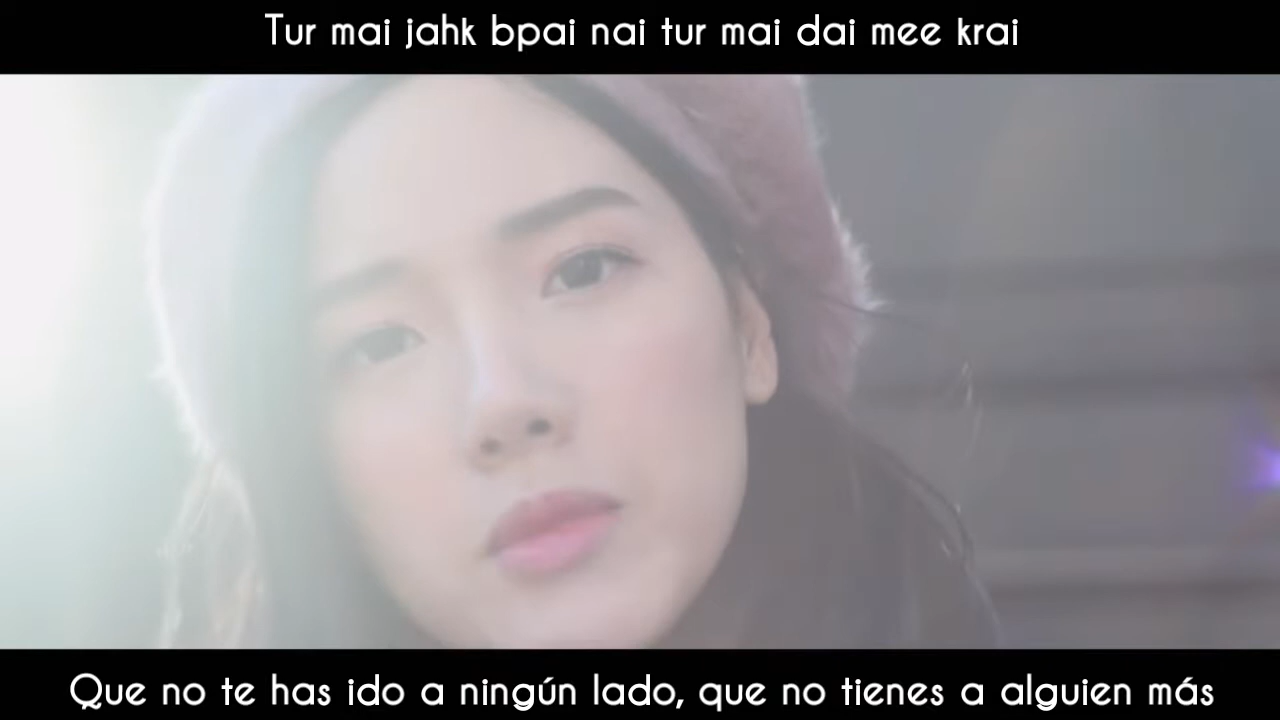 Tur mai jahk bpai nai tur mai dai mee krai
Que no te has ido a ningún lado, que no tienes a alguien más